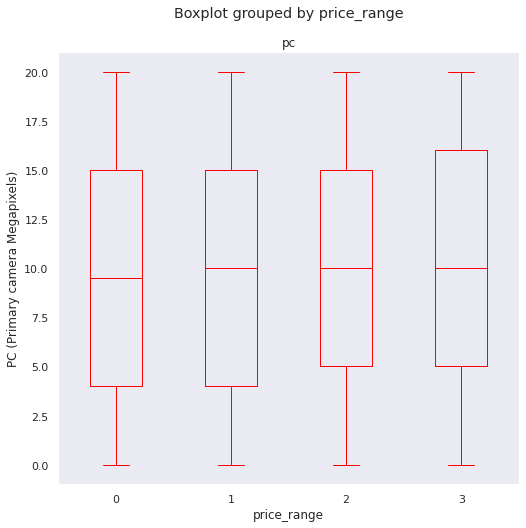 Boxplot grouped by price_range
pc
PC (Primary camera Megapixels)
20.0
17.5
15.0
12.5
10.0
7.5
5.0
2.5
0.0
0 1 2 3
price_range